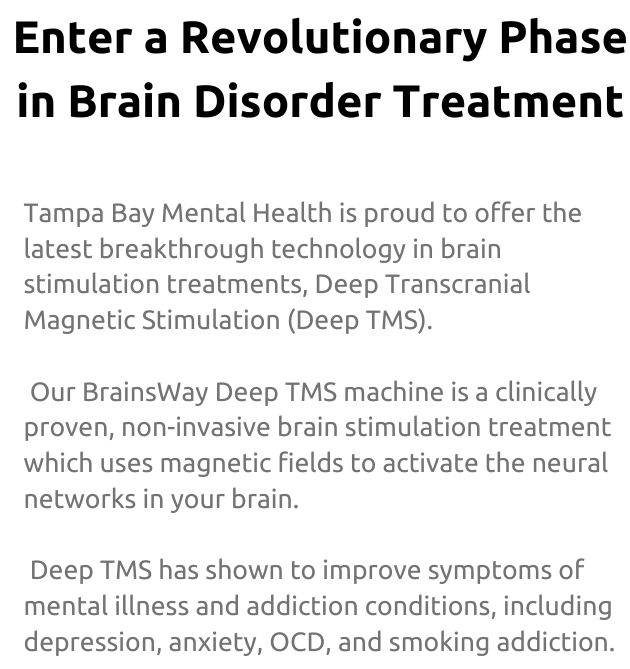 Enter a Revolutionary Phase
in Brain Disorder Treatment
Tampa Bay Mental Health is proud to offer the
latest breakthrough technology in brain
stimulation treatments, Deep Transcranial
Magnetic Stimulation (Deep TMS).
Our BrainsWay Deep TMS machine is a clinically
proven, non-invasive brain stimulation treatment
which uses magnetic fields to activate the neural
networks in your brain.
Deep TMS has shown to improve symptoms of
mental illness and addiction conditions, including
depression, anxiety, OCD, and smoking addiction.